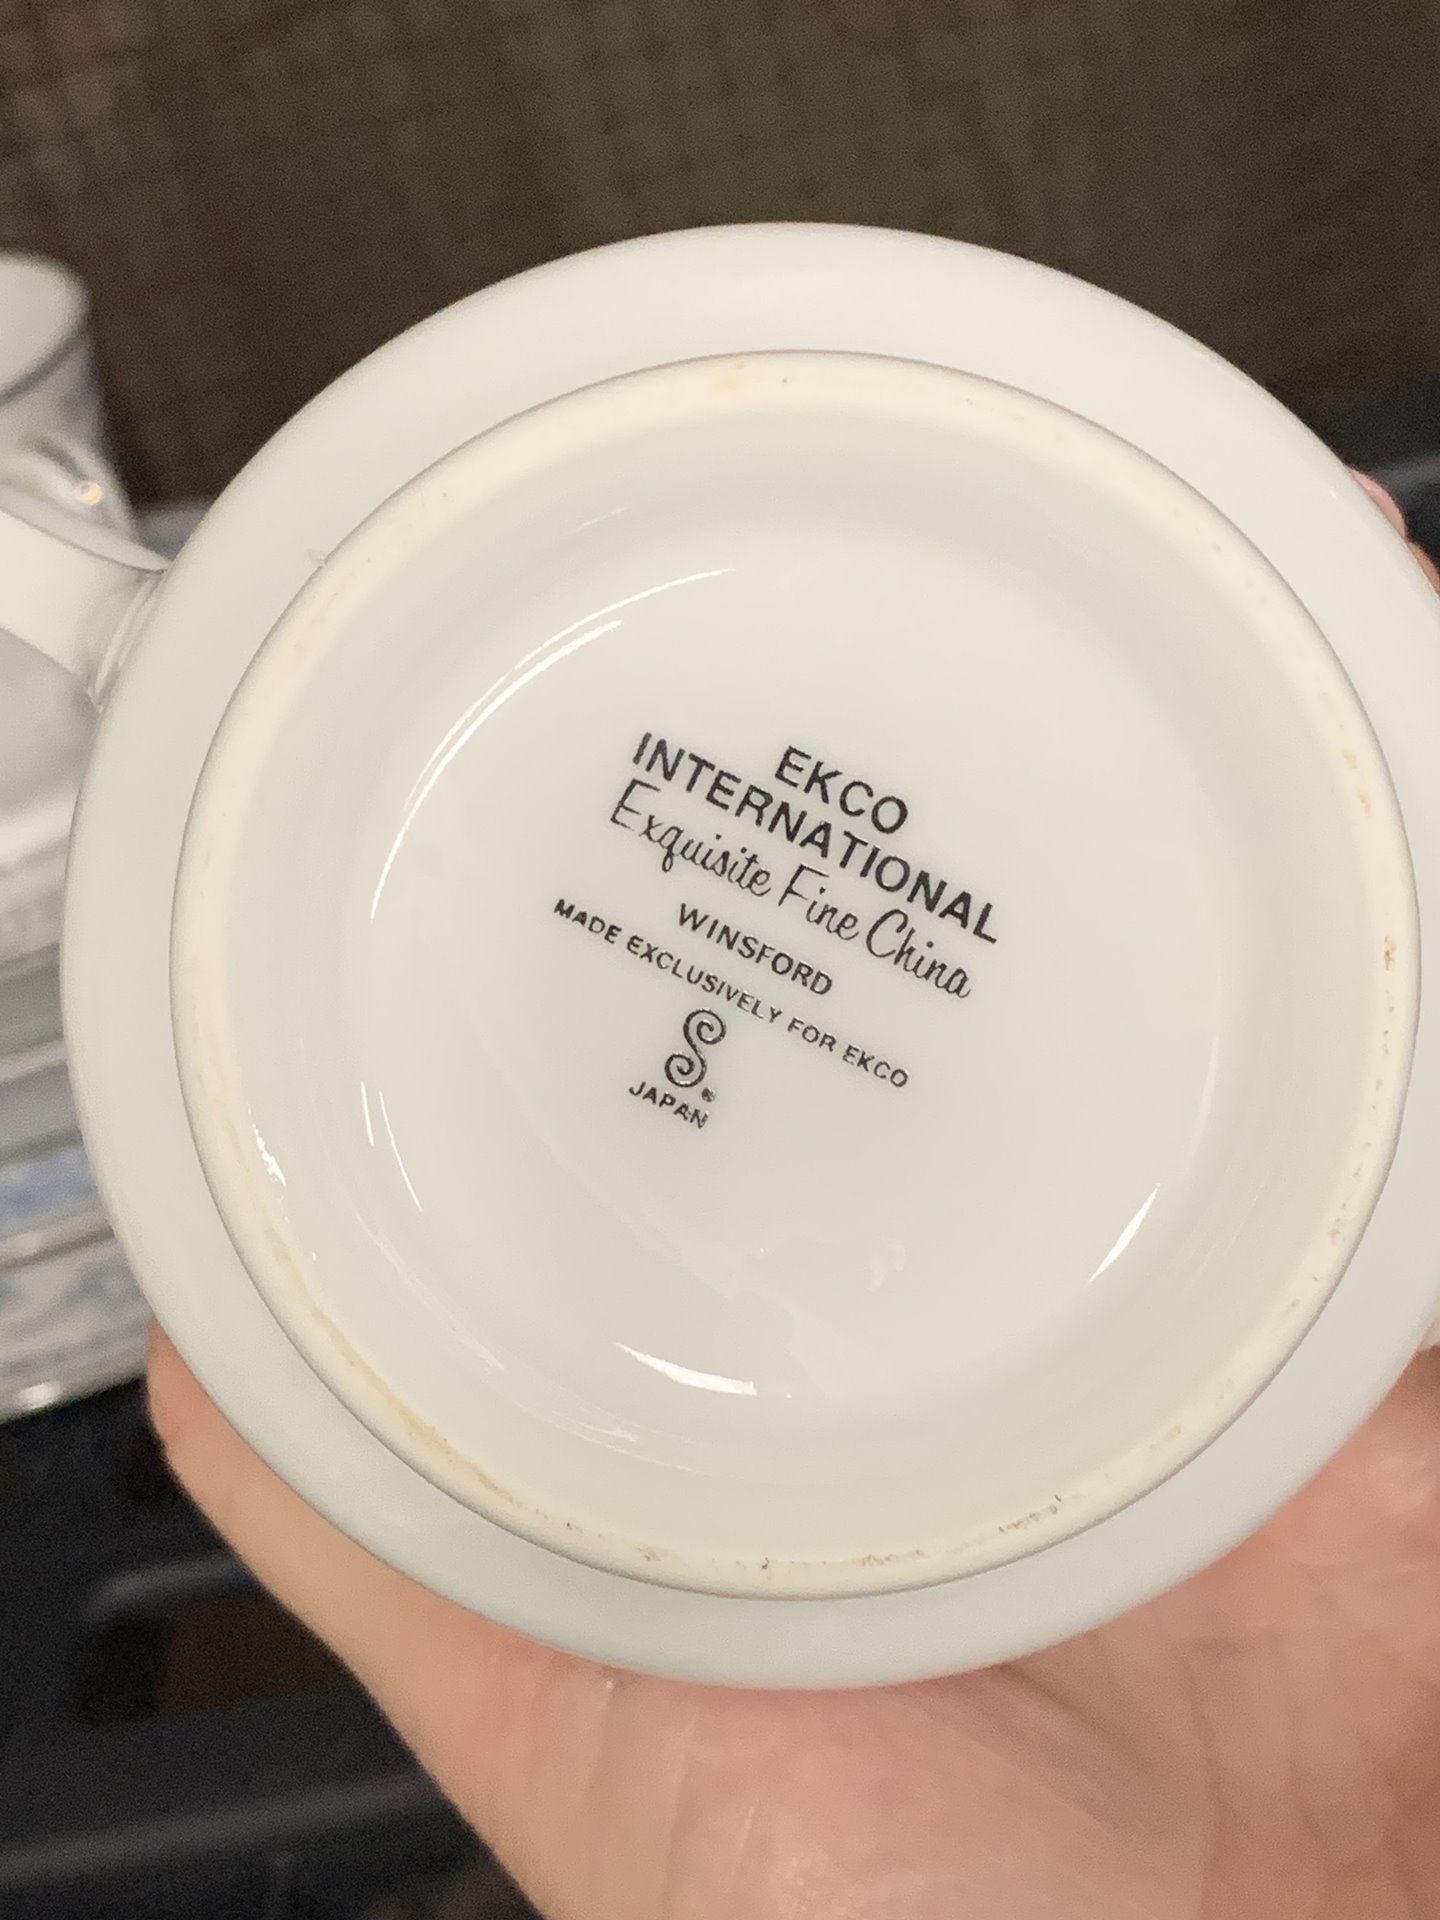 EKCO
INTERNATIONAL
Exquisite Fine China
WINSFORD
MADE EXCLUSIVELY FOR EKCO
S®
JAPAN